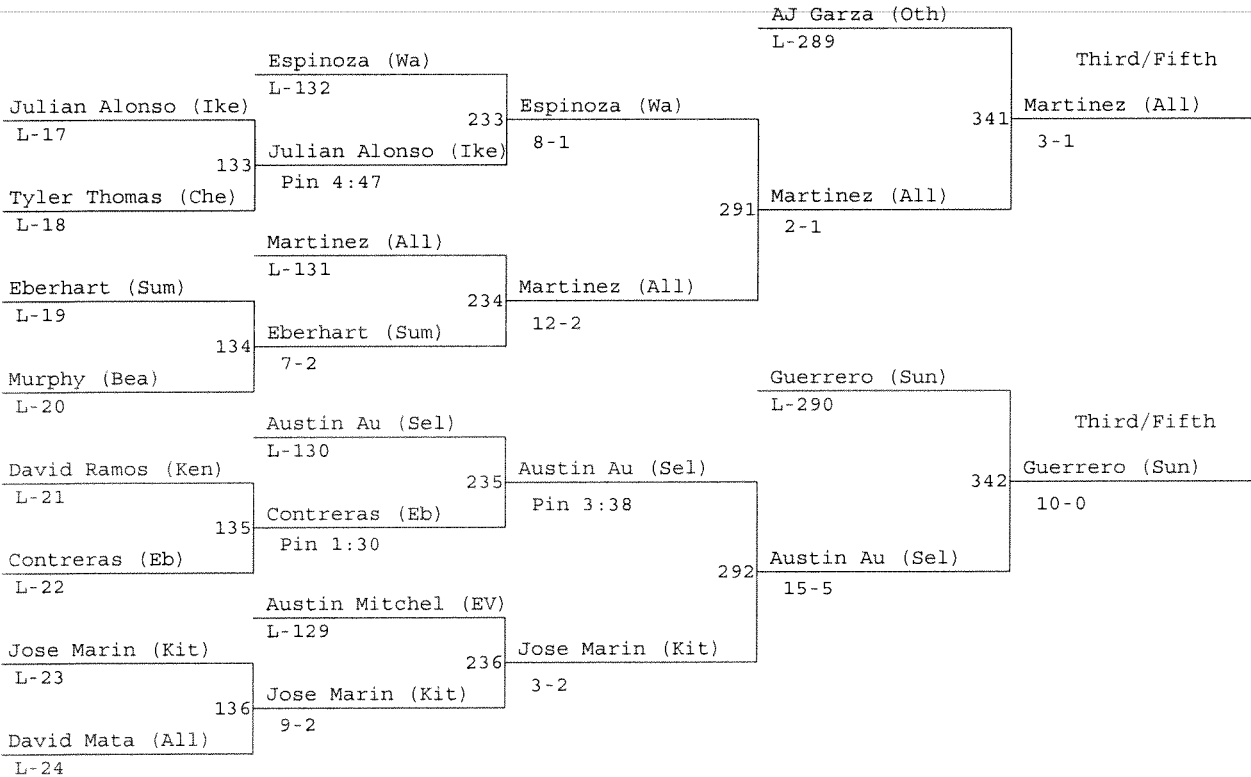 AJ Garza (Oth)
L-289
Third/Fifth
Espinoza (Wa)
L-132
Julian Alonso (Ike)
L-17
233
Espinoza (Wa)
8-1
341
Martinez (All)
3-1
133
Julian Alonso (Ike)
Pin 4:47
Tyler Thomas (Che)
L-18
291
Martinez (All)
2-1
Martinez (All)
L-131
Eberhart (Sum)
L-19
234
Martinez (All)
12-2
134
Eberhart (Sum)
7-2
Murphy (Bea)
L-20
Guerrero (Sun)
L-290
Third/Fifth
Austin Au (Sel)
L-130
David Ramos (Ken)
L-21
235
Austin Au (Sel)
Pin 3:38
342
Guerrero (Sun)
10-0
135
Contreras (Eb)
Pin 1:30
Contreras (Eb)
L-22
292
Austin Au (Sel)
15-5
Austin Mitchel (EV)
L-129
Jose Marin (Kit)
L-23
236
Jose Marin (Kit)
3-2
136
Jose Marin (Kit)
9-2
David Mata (All)
L-24